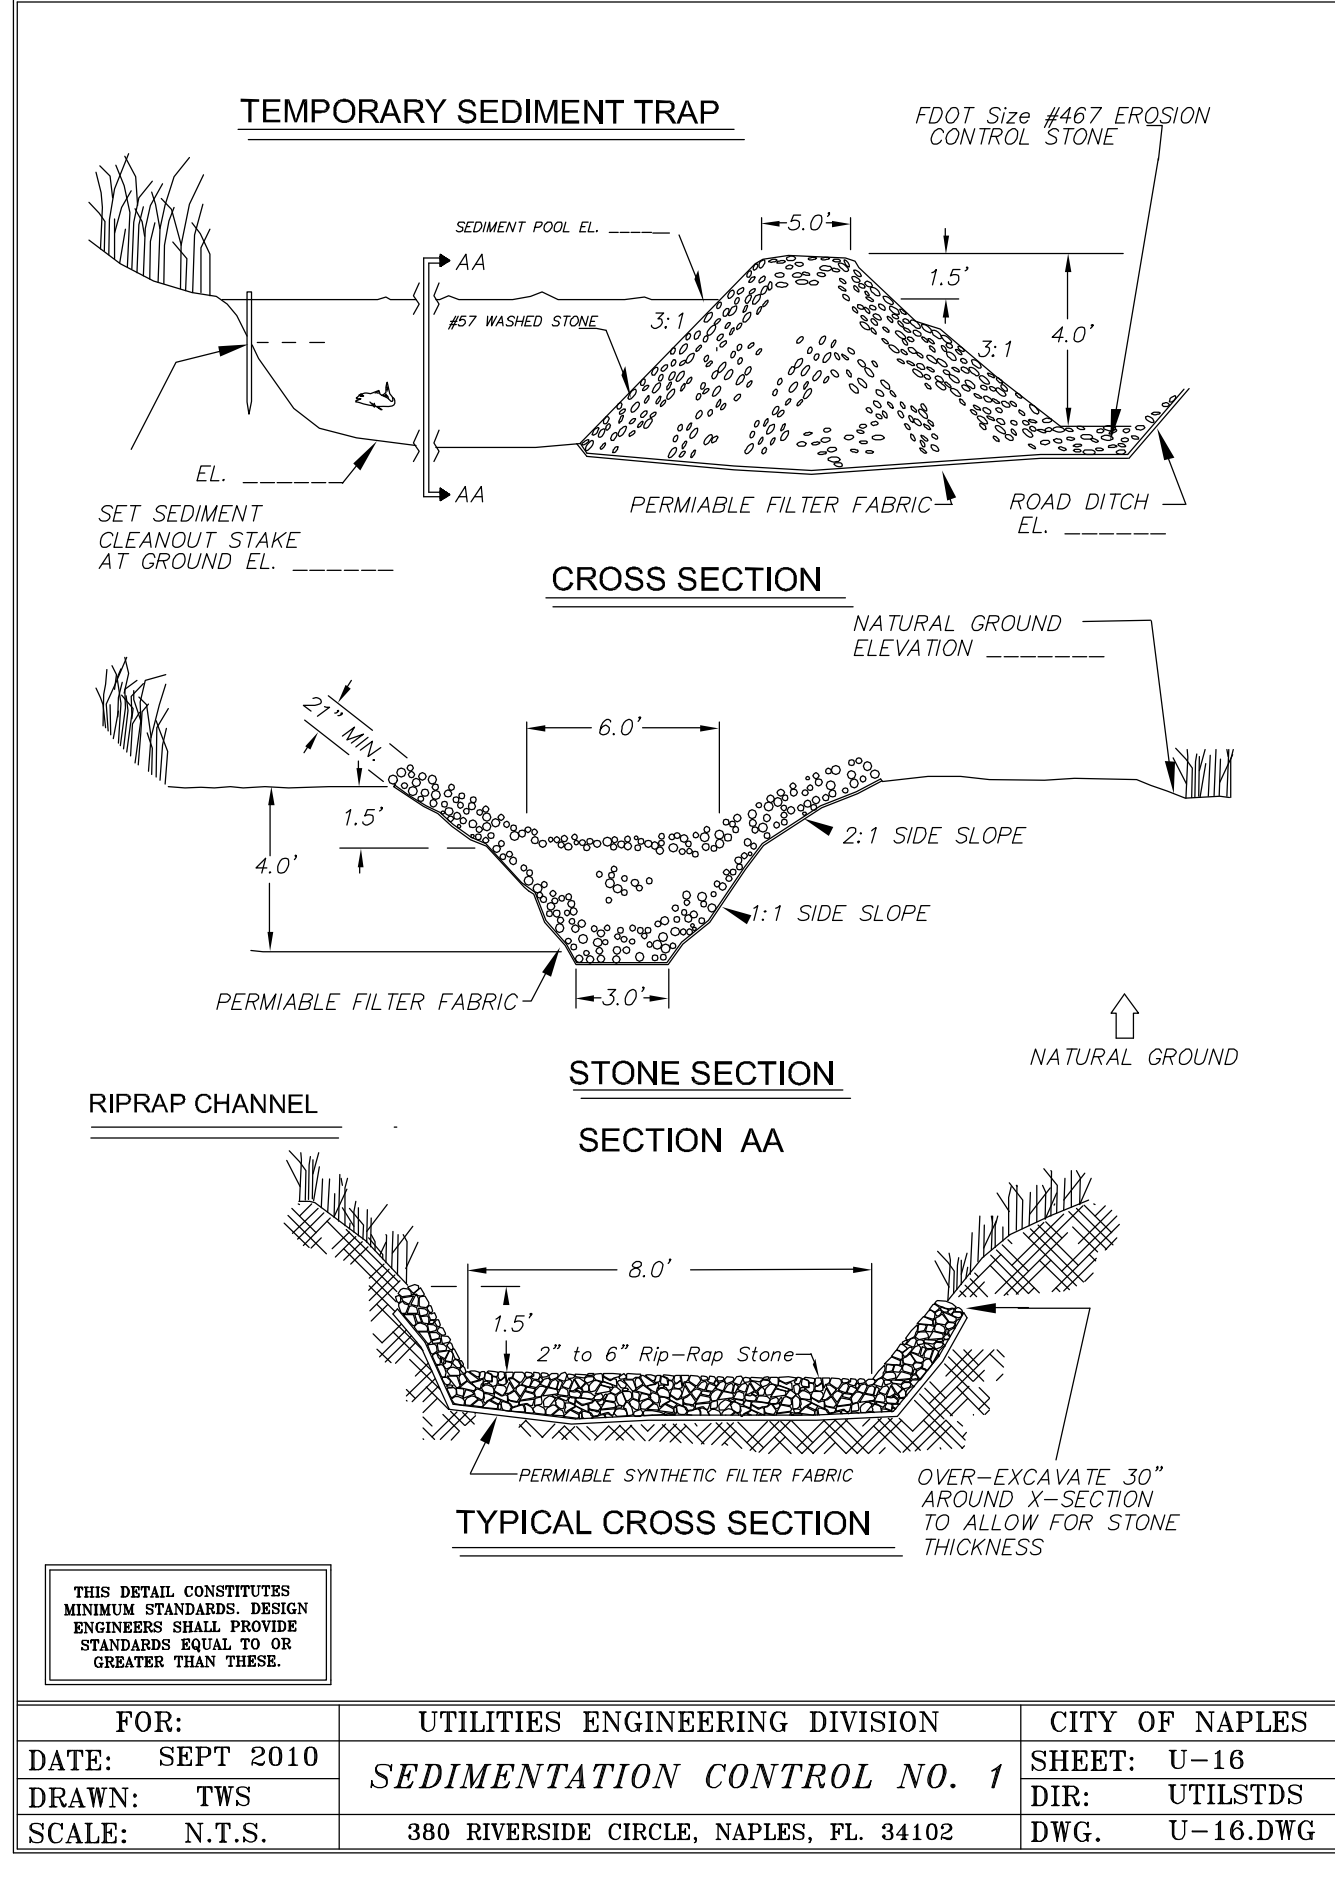 TEMPORARY SEDIMENT TRAP
FDOT Size #467 EROSION
CONTROL STONE
SEDIMENT POOL EL. _____
5.0'
AA
1.5'
#57 WASHED STONE
3:1
4.0'
3:1
EL. ______
AA
PERMIABLE FILTER FABRIC
ROAD DITCH
EL. ______
SET SEDIMENT
CLEANOUT STAKE
AT GROUND EL. ______
CROSS SECTION
NATURAL GROUND
ELEVATION _______
21" MIN.
6.0'
1.5'
2:1 SIDE SLOPE
4.0'
1:1 SIDE SLOPE
PERMIABLE FILTER FABRIC
3.0'
NATURAL GROUND
STONE SECTION
RIPRAP CHANNEL
SECTION AA
8.0'
1.5'
2" to 6" Rip-Rap Stone
PERMIABLE SYNTHETIC FILTER FABRIC
OVER-EXCAVATE 30"
AROUND X-SECTION
TO ALLOW FOR STONE
THICKNESS
TYPICAL CROSS SECTION
THIS DETAIL CONSTITUTES
MINIMUM STANDARDS. DESIGN
ENGINEERS SHALL PROVIDE
STANDARDS EQUAL TO OR
GREATER THAN THESE.
FOR:
UTILITIES ENGINEERING DIVISION
CITY OF NAPLES
DATE: SEPT 2010
SEDIMENTATION CONTROL NO. 1
SHEET: U-16
DRAWN: TWS
DIR: UTILSTDS
SCALE: N.T.S.
380 RIVERSIDE CIRCLE, NAPLES, FL. 34102
DWG. U-16.DWG